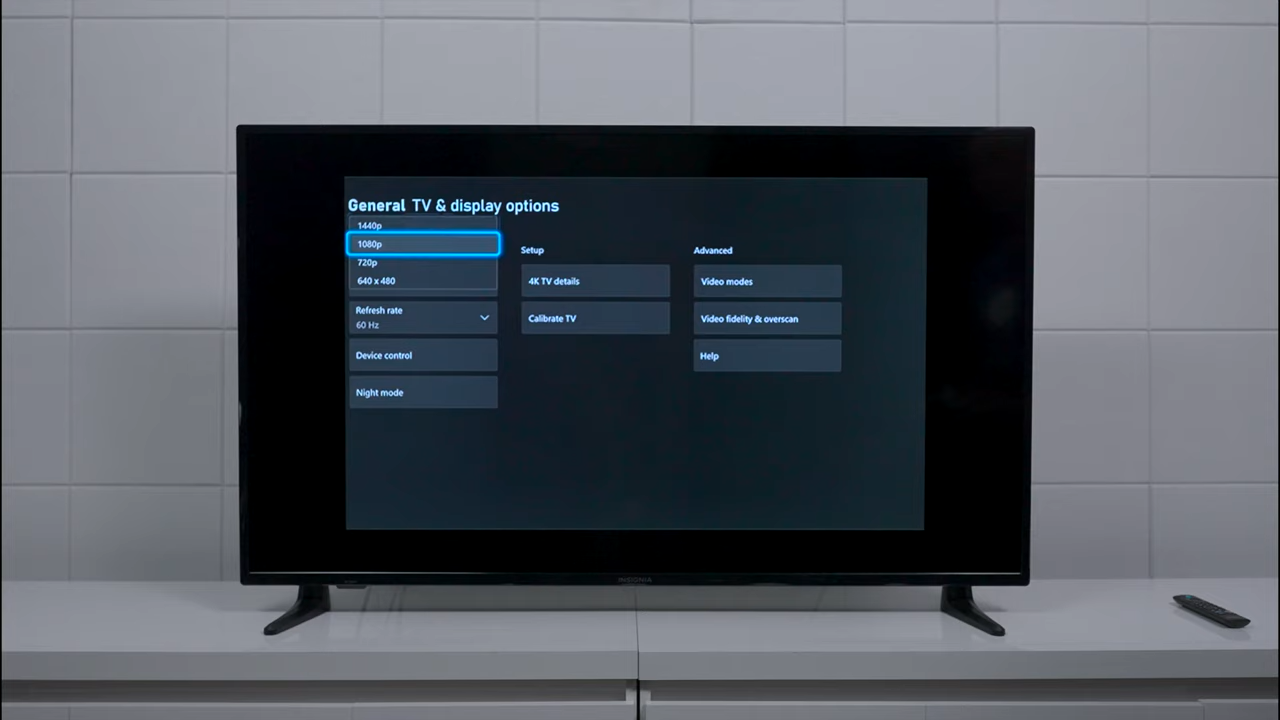 General TV & display options
1440p
1080p
720p
640 x 480
Refresh rate
60 Hz
Device control
Night mode
Setup
4K TV details
Calibrate TV
Advanced
Video modes
Video fidelity & overscan
Help
INSIGNIA